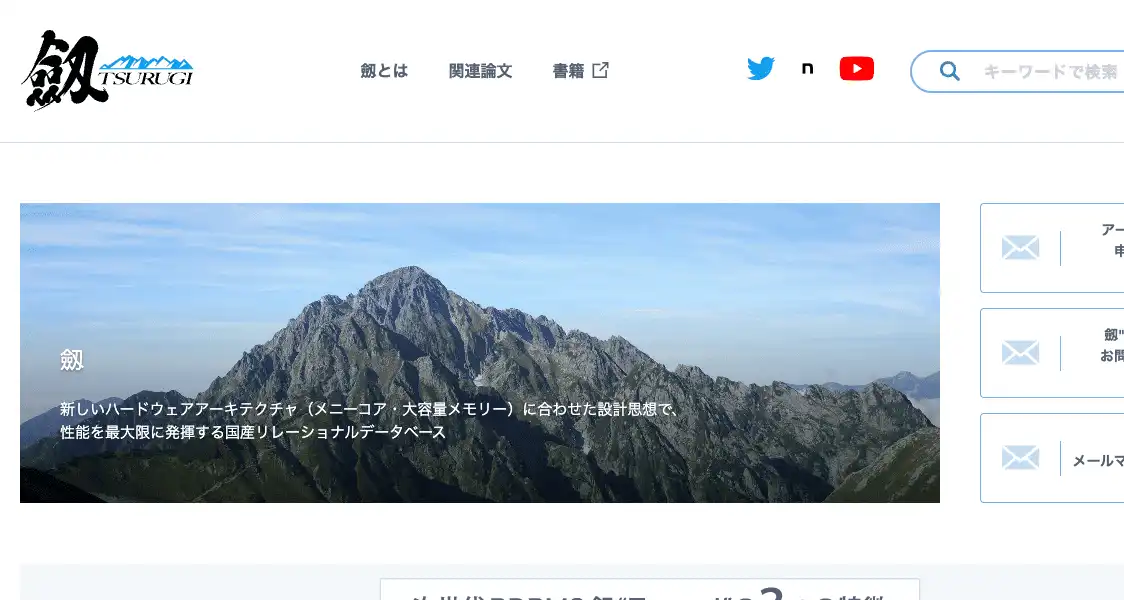 劔 TSURUGI
劔とは 関連論文 書籍
キーワードで検索
劔
新しいハードウェアアーキテクチャ（メニーコア・大容量メモリー）に合わせた設計思想で、
性能を最大限に発揮する国産リレーショナルデータベース
アー
申
劔"
お問
メールマ